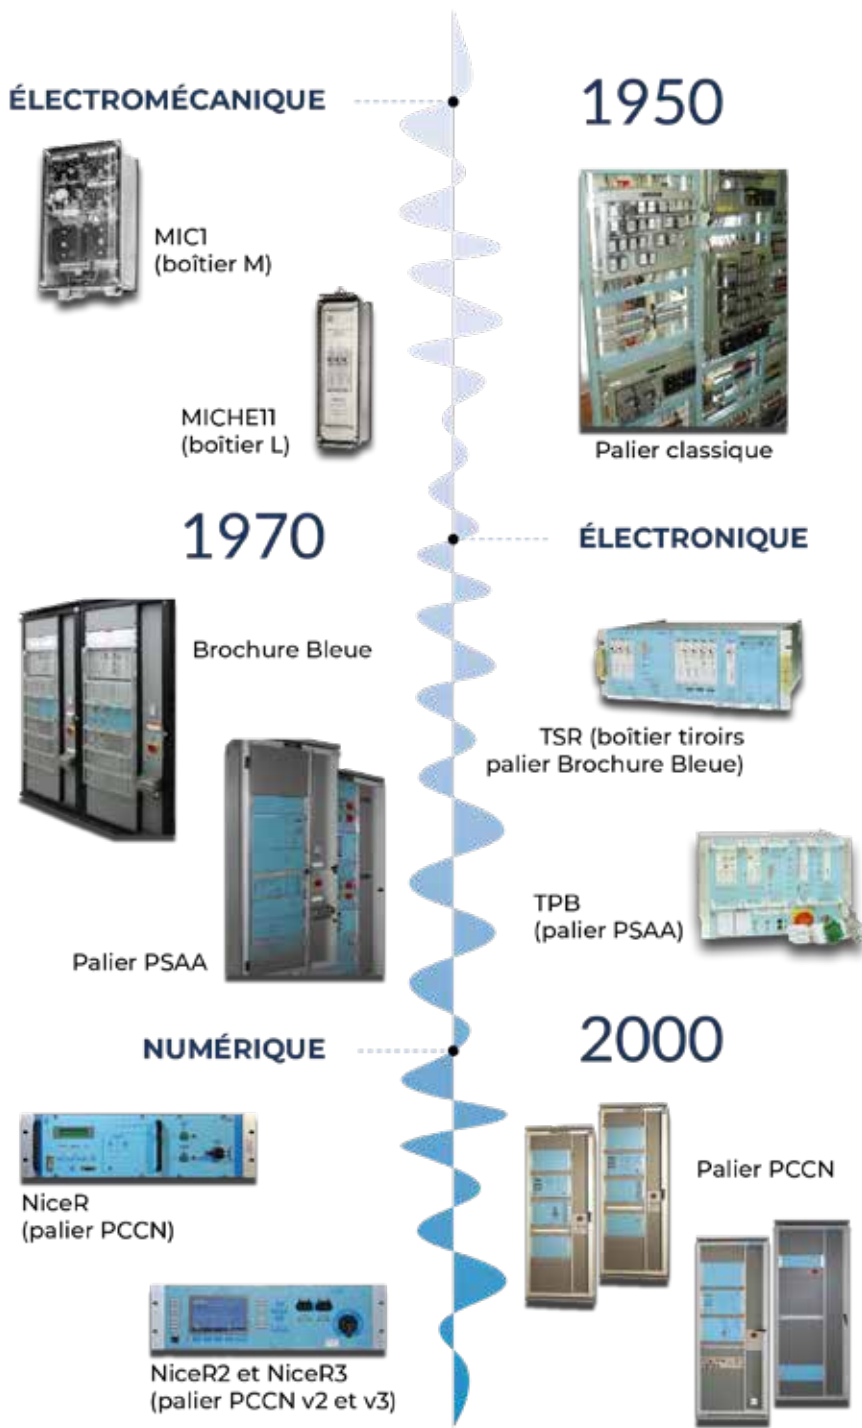 ÉLECTROMÉCANIQUE
1950
MIC1
(boîtier M)
MICHE11
(boîtier L)
Palier classique
1970
ÉLECTRONIQUE
Brochure Bleue
TSR (boîtier tiroirs
palier Brochure Bleue)
Palier PSAA
TPB
(palier PSAA)
NUMÉRIQUE
2000
NiceR
(palier PCCN)
Palier PCCN
NiceR2 et NiceR3
(palier PCCN v2 et v3)